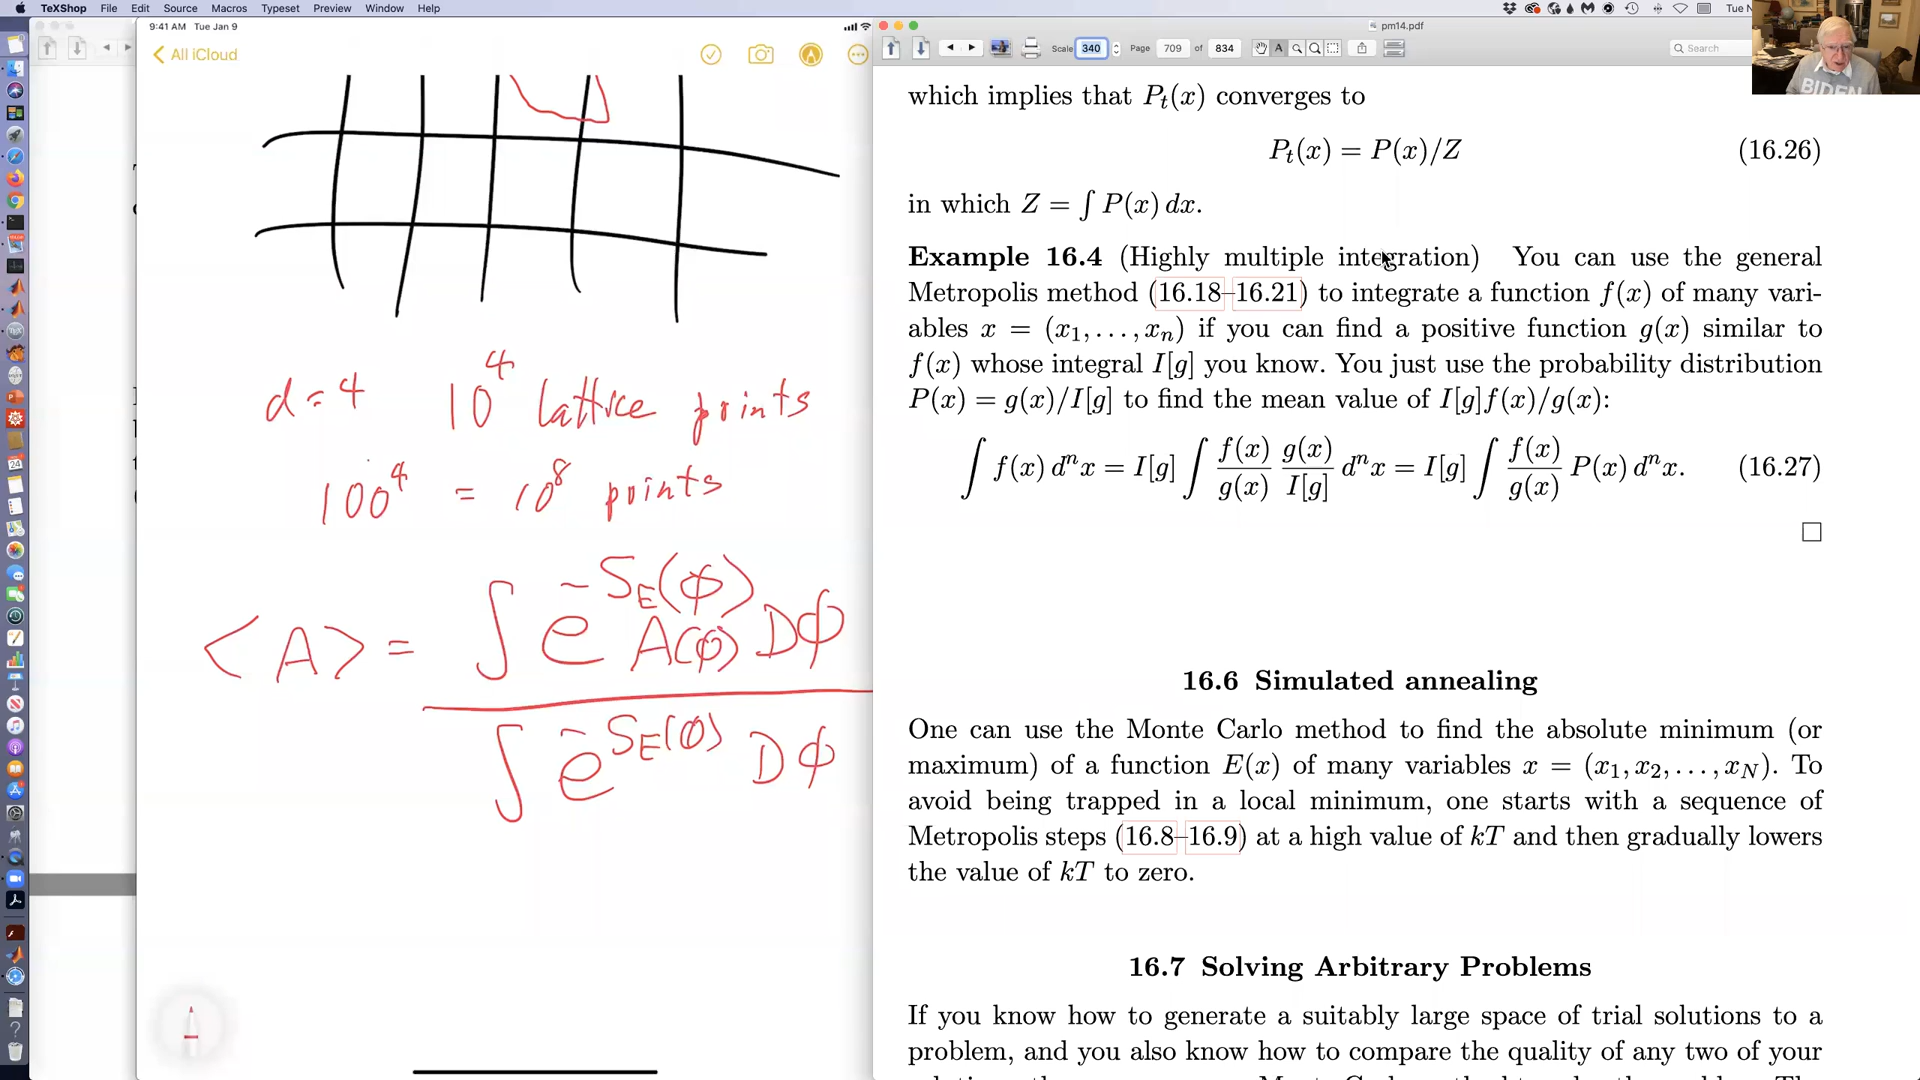 TeXShop File Edit Source Macros Typeset Preview Window Help
Tue N
9:41 AM Tue Jan 9
All iCloud
d = 4 10^4 lattice points
100^4 = 10^8 points
<A> = ∫ e^{-S_E(φ)} A(φ) Dφ
∫ e^{-S_E(φ)} Dφ
pm14.pdf
Scale 340 Page 709 of 834 Search
BIDEN
which implies that P_t(x) converges to
P_t(x) = P(x)/Z (16.26)
in which Z = ∫ P(x) dx.
Example 16.4 (Highly multiple integration) You can use the general
Metropolis method (16.18–16.21) to integrate a function f(x) of many vari-
ables x = (x_1, . . . , x_n) if you can find a positive function g(x) similar to
f(x) whose integral I[g] you know. You just use the probability distribution
P(x) = g(x)/I[g] to find the mean value of I[g]f(x)/g(x):
∫ f(x) d^n x = I[g] ∫ f(x)/g(x) g(x)/I[g] d^n x = I[g] ∫ f(x)/g(x) P(x) d^n x. (16.27)
□
16.6 Simulated annealing
One can use the Monte Carlo method to find the absolute minimum (or
maximum) of a function E(x) of many variables x = (x_1, x_2, . . . , x_N). To
avoid being trapped in a local minimum, one starts with a sequence of
Metropolis steps (16.8–16.9) at a high value of kT and then gradually lowers
the value of kT to zero.
16.7 Solving Arbitrary Problems
If you know how to generate a suitably large space of trial solutions to a
problem, and you also know how to compare the quality of any two of your